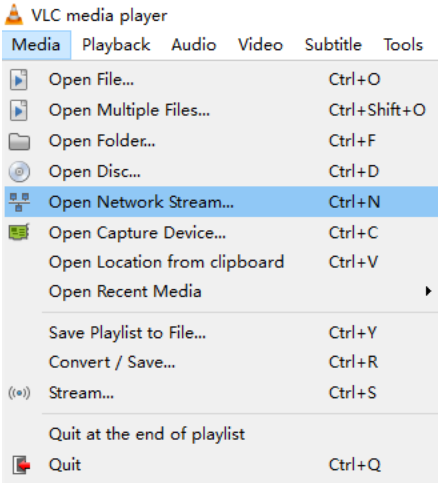 VLC media player
Media Playback Audio Video Subtitle Tools
Open File... Ctrl+O
Open Multiple Files... Ctrl+Shift+O
Open Folder... Ctrl+F
Open Disc... Ctrl+D
Open Network Stream... Ctrl+N
Open Capture Device... Ctrl+C
Open Location from clipboard Ctrl+V
Open Recent Media
Save Playlist to File... Ctrl+Y
Convert / Save... Ctrl+R
Stream... Ctrl+S
Quit at the end of playlist
Quit Ctrl+Q